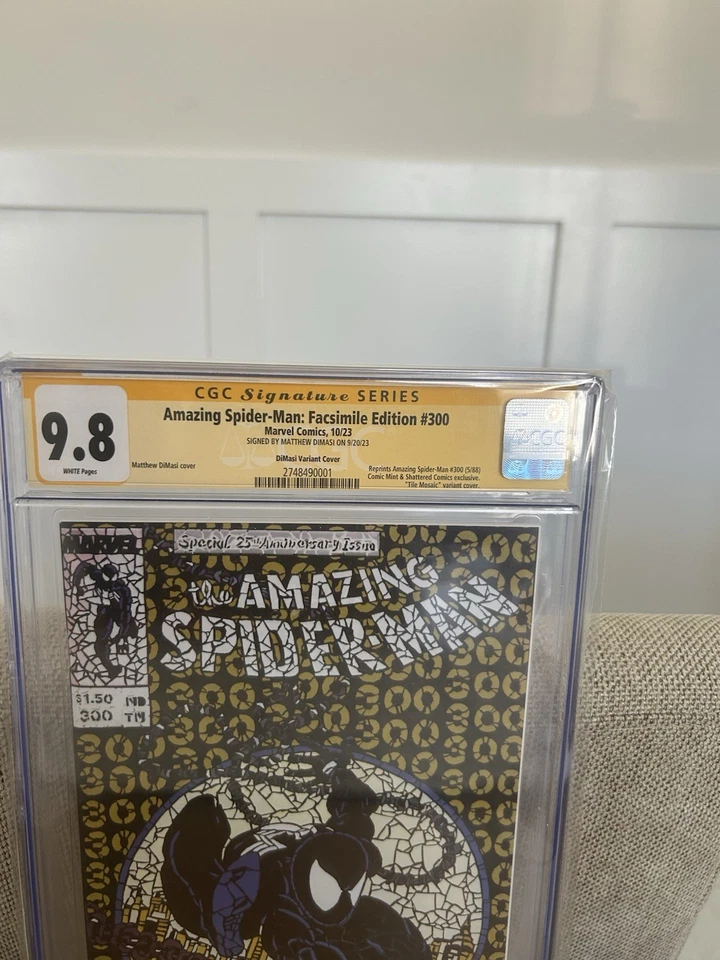 CGC Signature SERIES
9.8
WHITE Pages
Amazing Spider-Man: Facsimile Edition #300
Marvel Comics, 10/23
SIGNED BY MATTHEW DIMASI ON 9/20/23
DiMasi Variant Cover
Matthew DiMasi cover
2748490001
Reprints Amazing Spider-Man #300 (5/88)
Comic Mint & Shattered Comics exclusive.
"Tile Mosaic" variant cover.
CGC
MARVEL
Special 25th Anniversary Issue
the AMAZING
SPIDER-MAN
$1.50
300